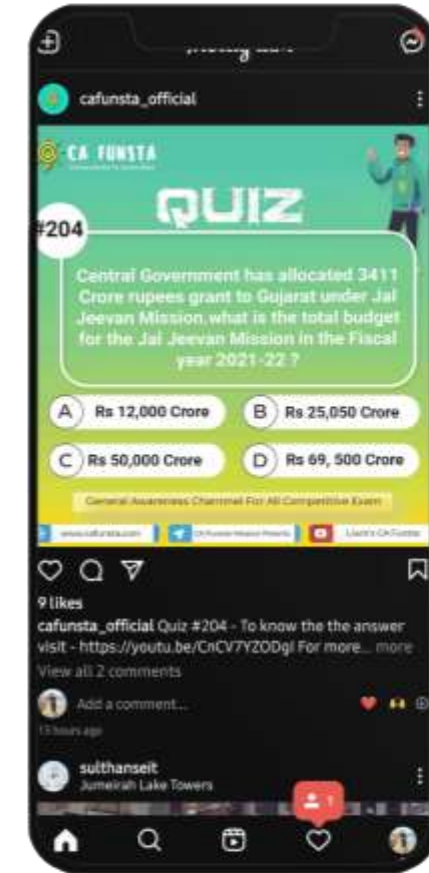 cafunsta_official
CA FUNSTA
QUIZ
#204
Central Government has allocated 3411
Crore rupees grant to Gujarat under Jal
Jeevan Mission,what is the total budget
for the Jal Jeevan Mission in the Fiscal
year 2021-22 ?
A Rs 12,000 Crore
B Rs 25,050 Crore
C Rs 50,000 Crore
D Rs 69, 500 Crore
General Awareness Channnel For All Competitive Exam
www.cafunsta.com
9 likes
cafunsta_official Quiz #204 - To know the the answer
visit - https://youtu.be/CnCV7YZODgI For more... more
View all 2 comments
Add a comment...
13 hours ago
sulthanseit
Jumeirah Lake Towers
1